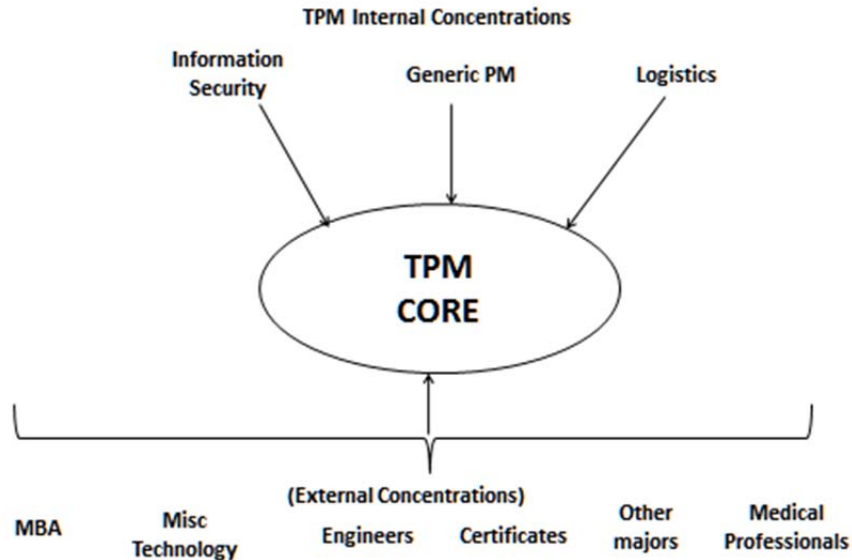 TPM Internal Concentrations
Information
Security
Generic PM
Logistics
TPM
CORE
(External Concentrations)
MBA
Misc
Technology
Engineers
Certificates
Other
majors
Medical
Professionals